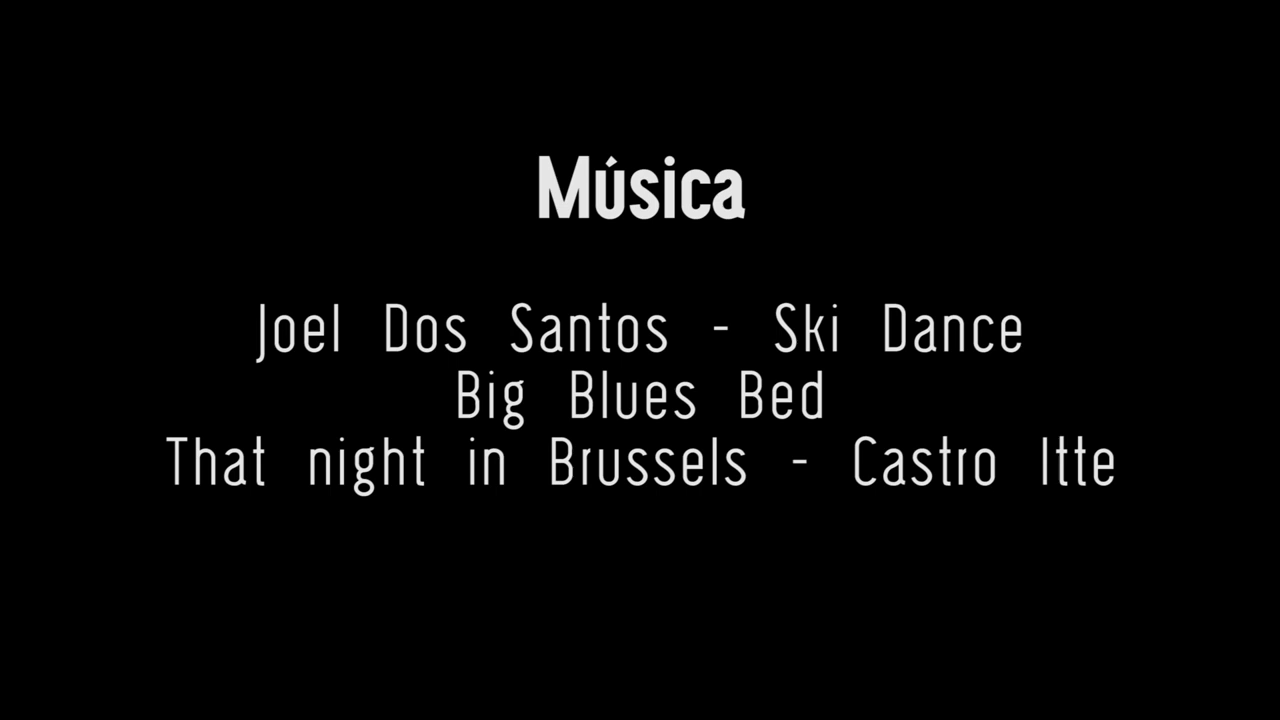 Música
Joel Dos Santos - Ski Dance
Big Blues Bed
That night in Brussels - Castro Itte